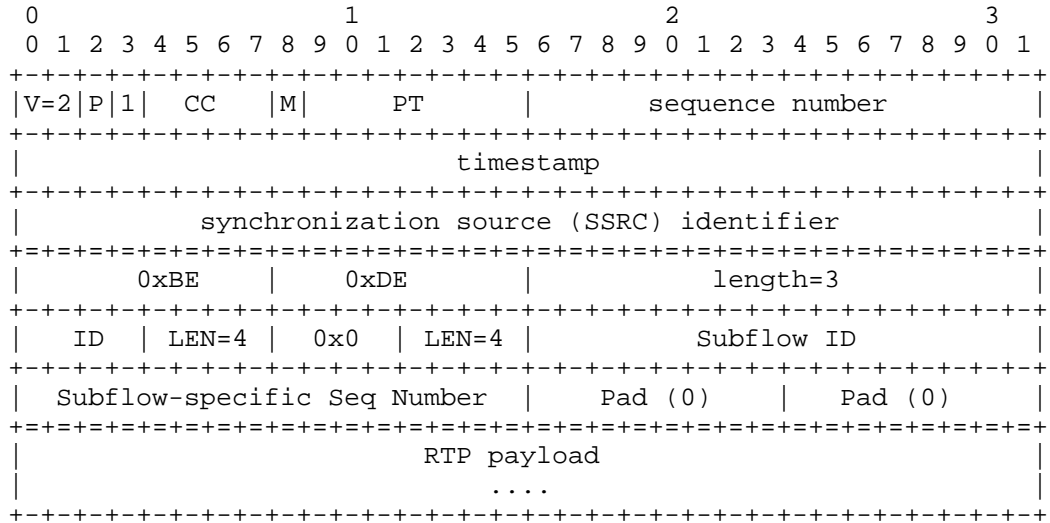 0                   1                   2                   3
 0 1 2 3 4 5 6 7 8 9 0 1 2 3 4 5 6 7 8 9 0 1 2 3 4 5 6 7 8 9 0 1
+-+-+-+-+-+-+-+-+-+-+-+-+-+-+-+-+-+-+-+-+-+-+-+-+-+-+-+-+-+-+-+-+
|V=2|P|1|  CC   |M|     PT      |       sequence number         |
+-+-+-+-+-+-+-+-+-+-+-+-+-+-+-+-+-+-+-+-+-+-+-+-+-+-+-+-+-+-+-+-+
|                           timestamp                           |
+-+-+-+-+-+-+-+-+-+-+-+-+-+-+-+-+-+-+-+-+-+-+-+-+-+-+-+-+-+-+-+-+
|           synchronization source (SSRC) identifier            |
+=+=+=+=+=+=+=+=+=+=+=+=+=+=+=+=+=+=+=+=+=+=+=+=+=+=+=+=+=+=+=+=+
|       0xBE    |    0xDE       |           length=3            |
+-+-+-+-+-+-+-+-+-+-+-+-+-+-+-+-+-+-+-+-+-+-+-+-+-+-+-+-+-+-+-+-+
|   ID  | LEN=4 |  0x0  | LEN=4 |          Subflow ID           |
+-+-+-+-+-+-+-+-+-+-+-+-+-+-+-+-+-+-+-+-+-+-+-+-+-+-+-+-+-+-+-+-+
|  Subflow-specific Seq Number  |    Pad (0)    |   Pad (0)     |
+=+=+=+=+=+=+=+=+=+=+=+=+=+=+=+=+=+=+=+=+=+=+=+=+=+=+=+=+=+=+=+=+
|                         RTP payload                           |
|                             ....                              |
+-+-+-+-+-+-+-+-+-+-+-+-+-+-+-+-+-+-+-+-+-+-+-+-+-+-+-+-+-+-+-+-+